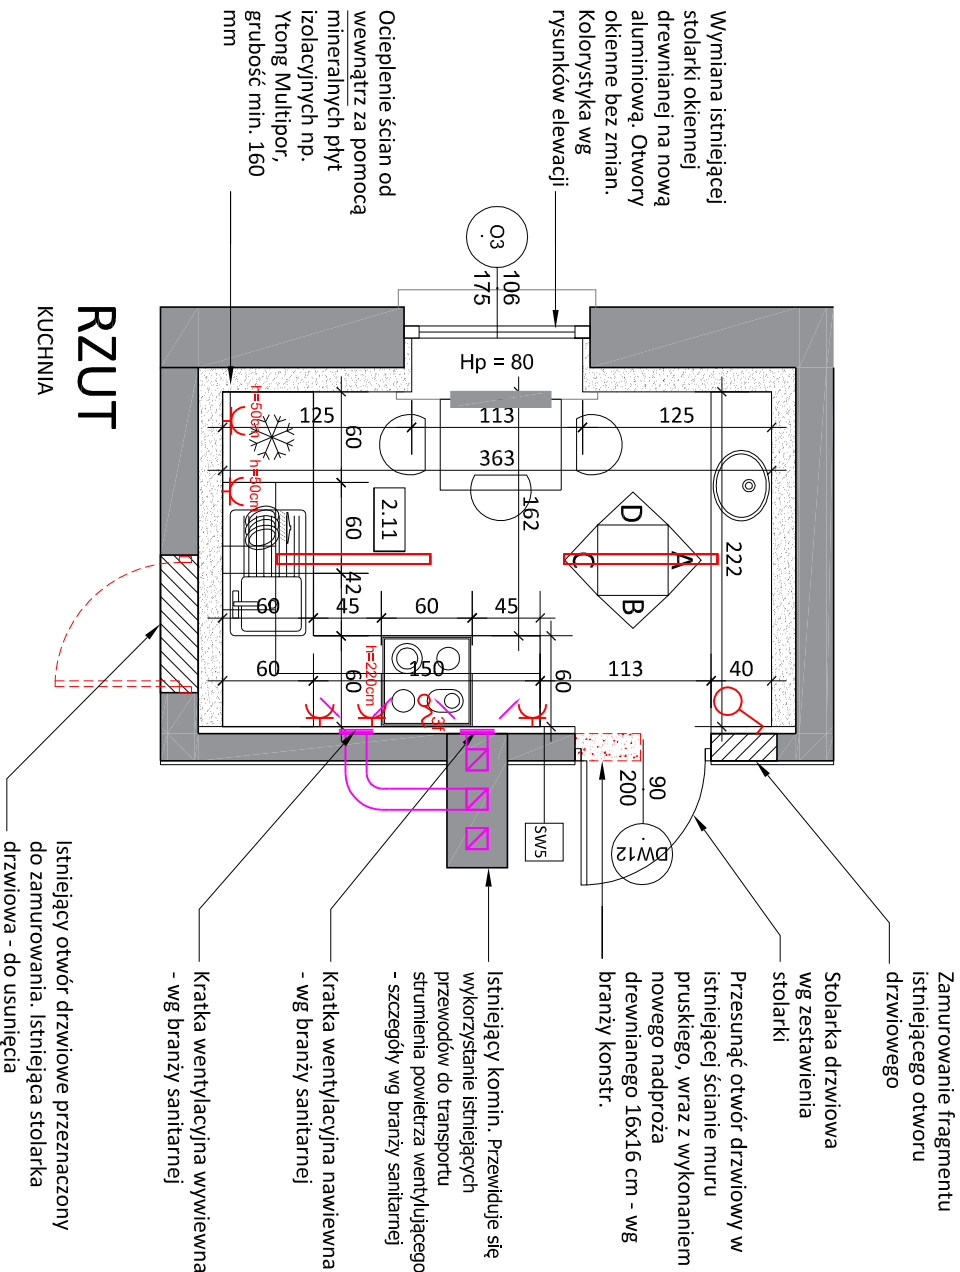 Wymiana istniejącej
stolarki okiennej
drewnianej na nową
aluminiową. Otwory
okienne bez zmian.
Kolorystyka wg
rysunków elewacji
Ocieplenie ścian od
wewnątrz za pomocą
mineralnych płyt
izolacyjnych np.
Ytong Multipor,
grubość min. 160
mm
O3
106
175
Hp = 80
RZUT
KUCHNIA
125
113
125
363
h=50cm
h=50cm
60
60
42
60
162
222
2.11
D
A
C
B
60
45
60
45
60
150
113
40
60
h=220cm
3f
90
200
DW12
SW5
Zamurowanie fragmentu
istniejącego otworu
drzwiowego
Stolarka drzwiowa
wg zestawienia
stolarki
Przesunąć otwór drzwiowy w
istniejącej ścianie muru
pruskiego, wraz z wykonaniem
nowego nadproża
drewnianego 16x16 cm - wg
branży konstr.
Istniejący komin. Przewiduje się
wykorzystanie istniejących
przewodów do transportu
strumienia powietrza wentylującego
- szczegóły wg branży sanitarnej
Kratka wentylacyjna nawiewna
- wg branży sanitarnej
Kratka wentylacyjna wywiewna
- wg branży sanitarnej
Istniejący otwór drzwiowe przeznaczony
do zamurowania. Istniejąca stolarka
drzwiowa - do usunięcia